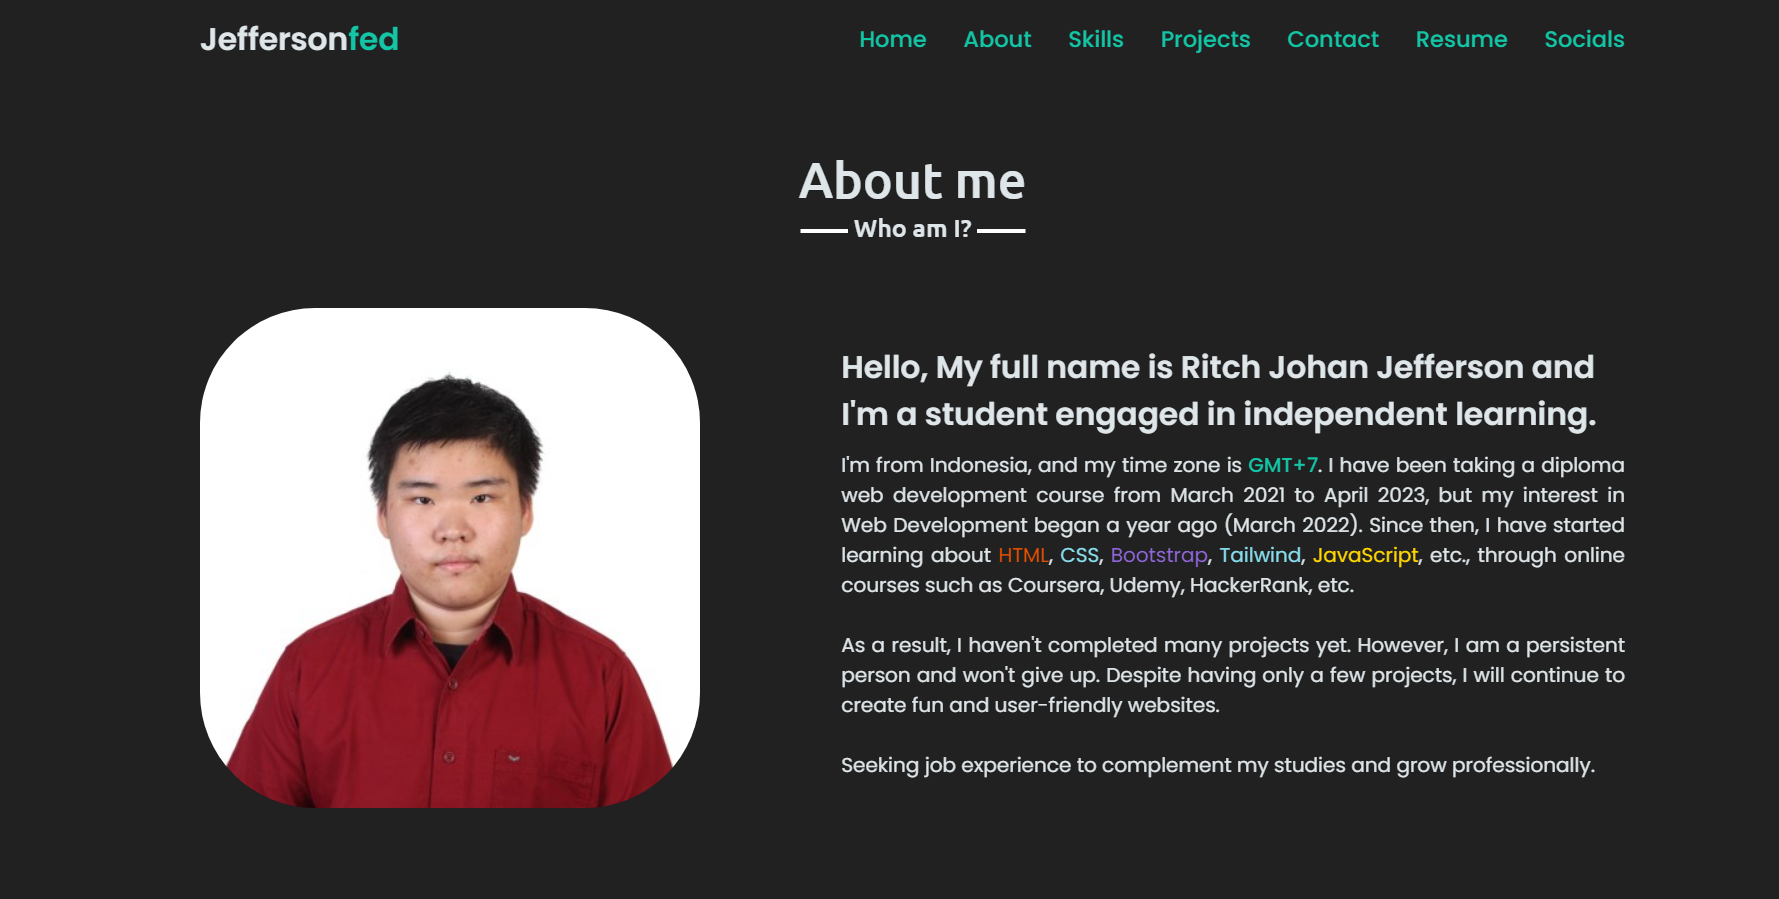 Jeffersonfed
Home About Skills Projects Contact Resume Socials
About me
Who am I?
Hello, My full name is Ritch Johan Jefferson and
I'm a student engaged in independent learning.
I'm from Indonesia, and my time zone is GMT+7. I have been taking a diploma
web development course from March 2021 to April 2023, but my interest in
Web Development began a year ago (March 2022). Since then, I have started
learning about HTML, CSS, Bootstrap, Tailwind, JavaScript, etc., through online
courses such as Coursera, Udemy, HackerRank, etc.
As a result, I haven't completed many projects yet. However, I am a persistent
person and won't give up. Despite having only a few projects, I will continue to
create fun and user-friendly websites.
Seeking job experience to complement my studies and grow professionally.